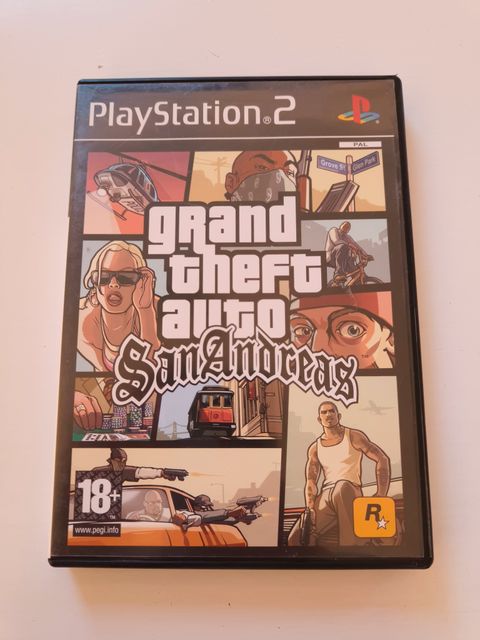 PlayStation®2
PAL
Grove St
Glen Park
grand
theft
auto
San Andreas
18+
www.pegi.info
R